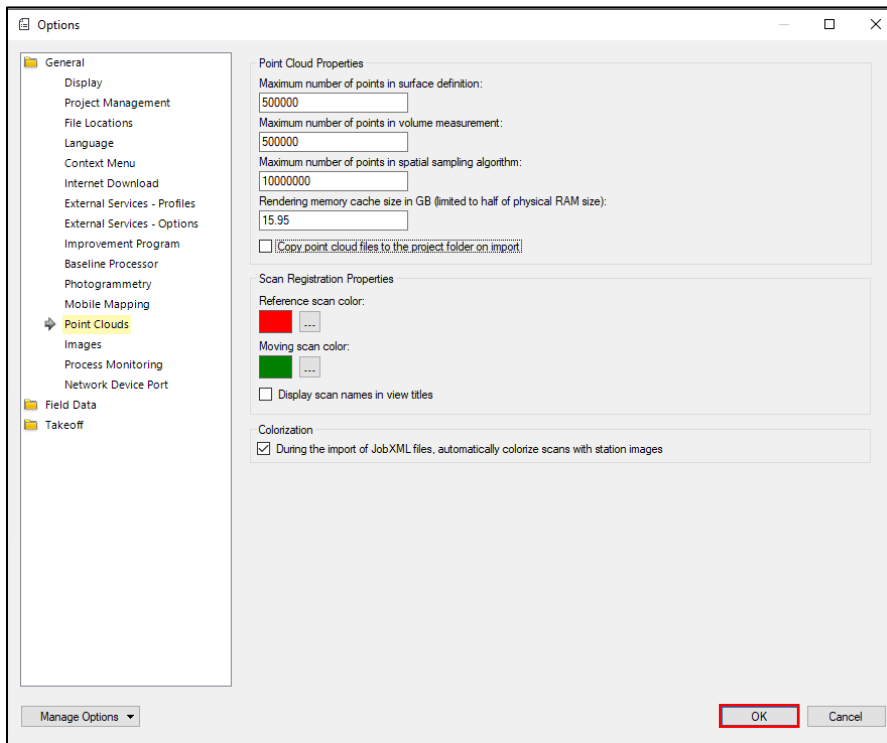 Options
General
Display
Project Management
File Locations
Language
Context Menu
Internet Download
External Services - Profiles
External Services - Options
Improvement Program
Baseline Processor
Photogrammetry
Mobile Mapping
Point Clouds
Images
Process Monitoring
Network Device Port
Field Data
Takeoff
Point Cloud Properties
Maximum number of points in surface definition:
500000
Maximum number of points in volume measurement:
500000
Maximum number of points in spatial sampling algorithm:
10000000
Rendering memory cache size in GB (limited to half of physical RAM size):
15.95
Copy point cloud files to the project folder on import
Scan Registration Properties
Reference scan color:
...
Moving scan color:
...
Display scan names in view titles
Colorization
During the import of JobXML files, automatically colorize scans with station images
Manage Options
OK
Cancel